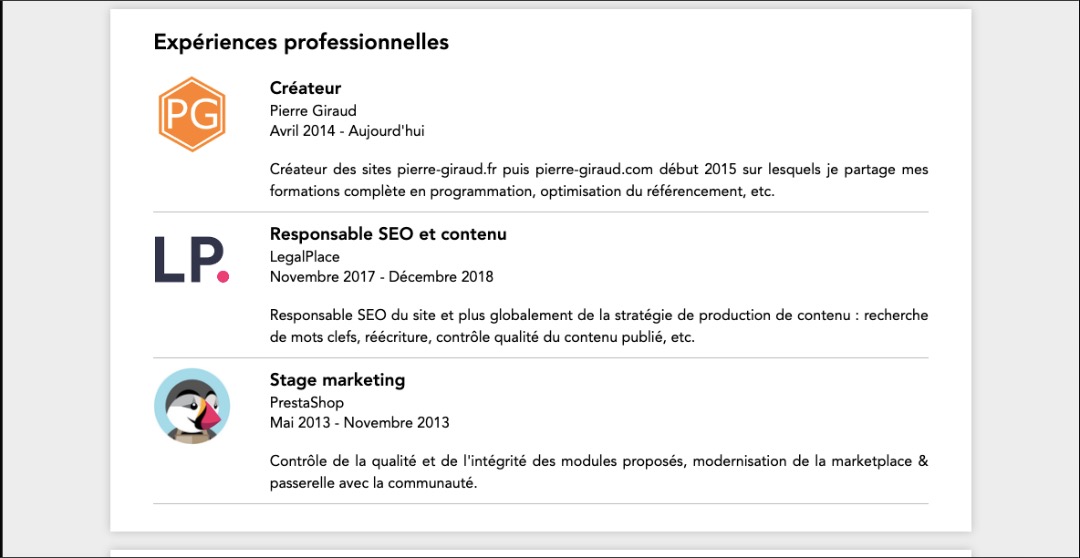 Expériences professionnelles
PG
Créateur
Pierre Giraud
Avril 2014 - Aujourd'hui
Créateur des sites pierre-giraud.fr puis pierre-giraud.com début 2015 sur lesquels je partage mes
formations complète en programmation, optimisation du référencement, etc.
LP.
Responsable SEO et contenu
LegalPlace
Novembre 2017 - Décembre 2018
Responsable SEO du site et plus globalement de la stratégie de production de contenu : recherche
de mots clefs, réécriture, contrôle qualité du contenu publié, etc.
Stage marketing
PrestaShop
Mai 2013 - Novembre 2013
Contrôle de la qualité et de l'intégrité des modules proposés, modernisation de la marketplace &
passerelle avec la communauté.